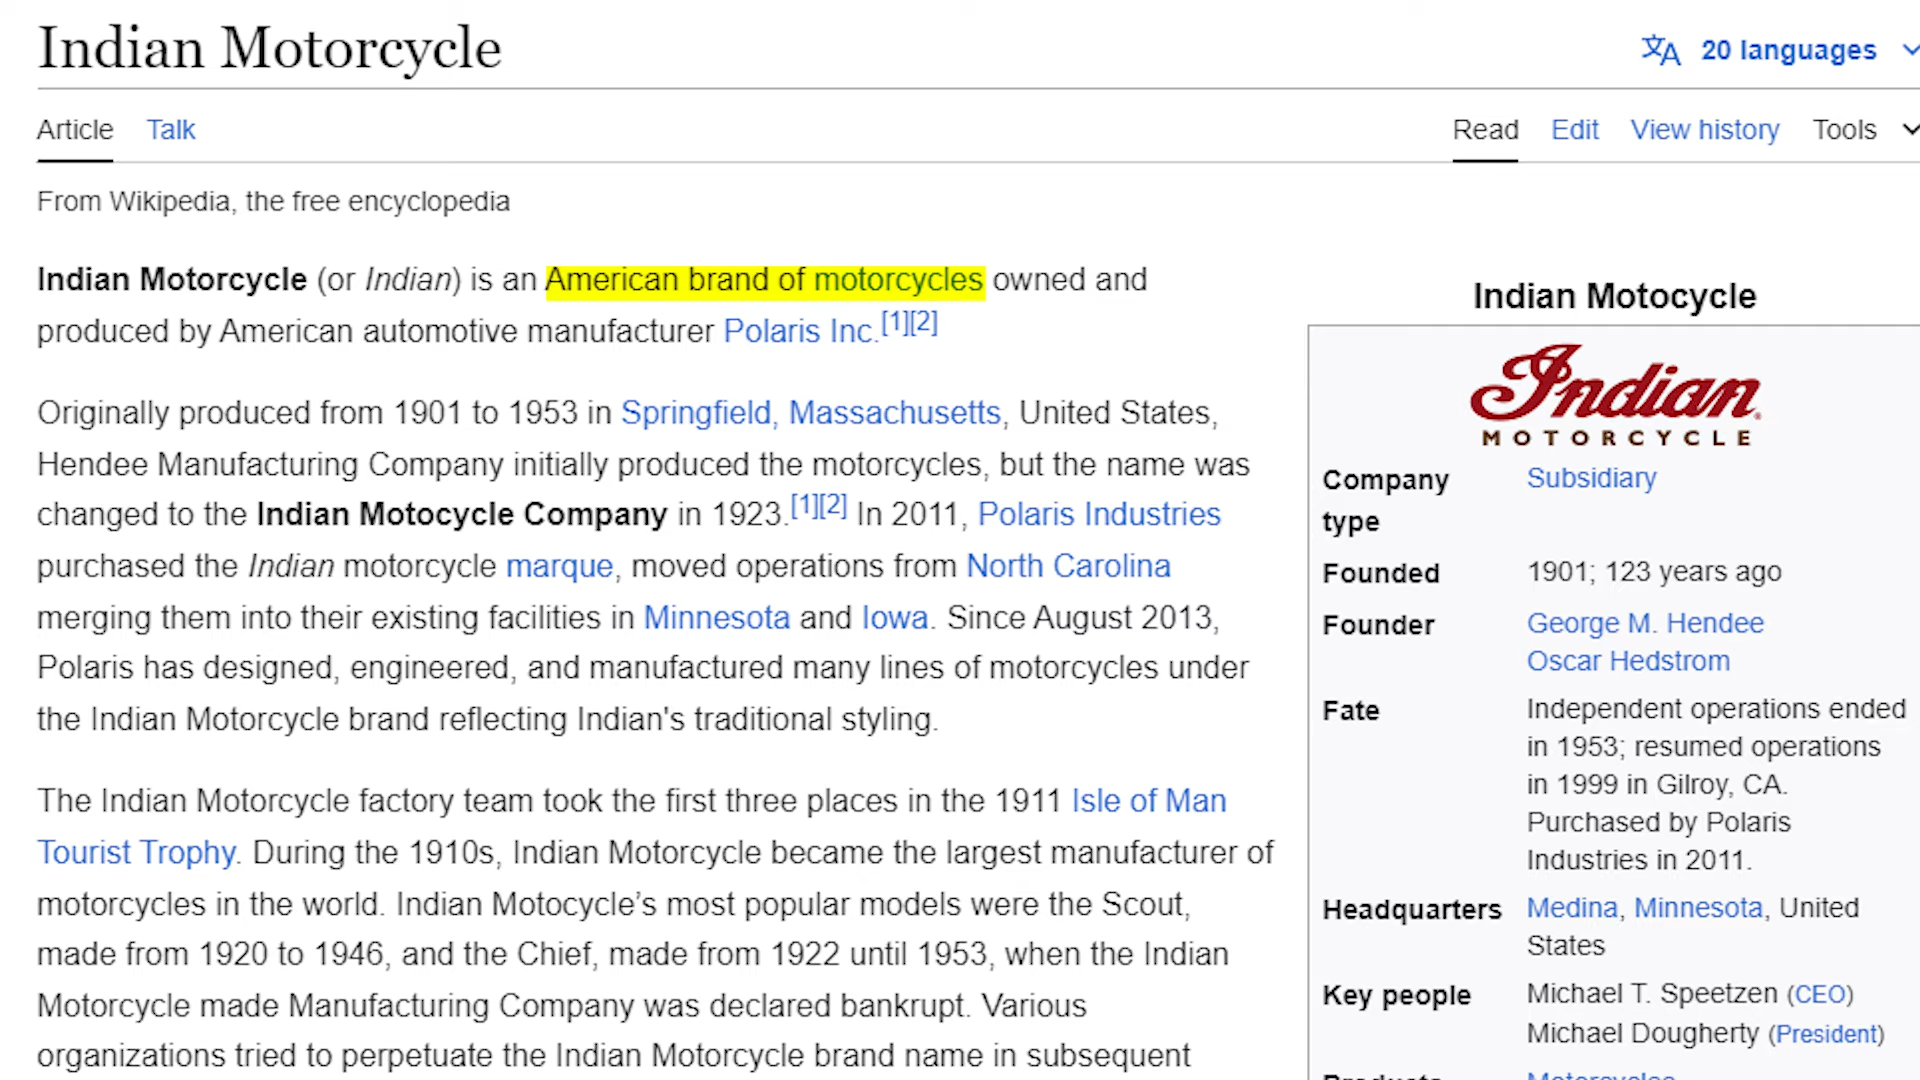 Indian Motorcycle
20 languages
Article Talk
Read Edit View history Tools
From Wikipedia, the free encyclopedia
Indian Motorcycle (or Indian) is an American brand of motorcycles owned and
produced by American automotive manufacturer Polaris Inc.[1][2]
Originally produced from 1901 to 1953 in Springfield, Massachusetts, United States,
Hendee Manufacturing Company initially produced the motorcycles, but the name was
changed to the Indian Motocycle Company in 1923.[1][2] In 2011, Polaris Industries
purchased the Indian motorcycle marque, moved operations from North Carolina
merging them into their existing facilities in Minnesota and Iowa. Since August 2013,
Polaris has designed, engineered, and manufactured many lines of motorcycles under
the Indian Motorcycle brand reflecting Indian's traditional styling.
The Indian Motorcycle factory team took the first three places in the 1911 Isle of Man
Tourist Trophy. During the 1910s, Indian Motorcycle became the largest manufacturer of
motorcycles in the world. Indian Motocycle’s most popular models were the Scout,
made from 1920 to 1946, and the Chief, made from 1922 until 1953, when the Indian
Motorcycle made Manufacturing Company was declared bankrupt. Various
organizations tried to perpetuate the Indian Motorcycle brand name in subsequent
Indian Motocycle
Indian
MOTORCYCLE
Company type Subsidiary
Founded 1901; 123 years ago
Founder George M. Hendee
Oscar Hedstrom
Fate Independent operations ended
in 1953; resumed operations
in 1999 in Gilroy, CA.
Purchased by Polaris
Industries in 2011.
Headquarters Medina, Minnesota, United
States
Key people Michael T. Speetzen (CEO)
Michael Dougherty (President)
Products Motorcycles